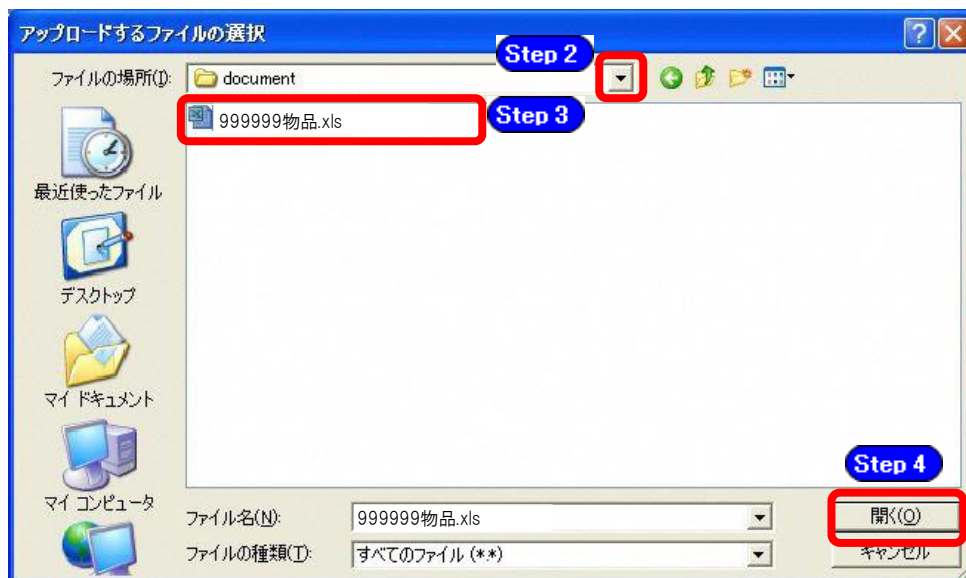 アップロードするファイルの選択
Step 2
ファイルの場所(I):
document
999999物品.xls
Step 3
最近使ったファイル
デスクトップ
マイ ドキュメント
マイ コンピュータ
Step 4
ファイル名(N):
999999物品.xls
開く(O)
ファイルの種類(T):
すべてのファイル (*.*)
キャンセル